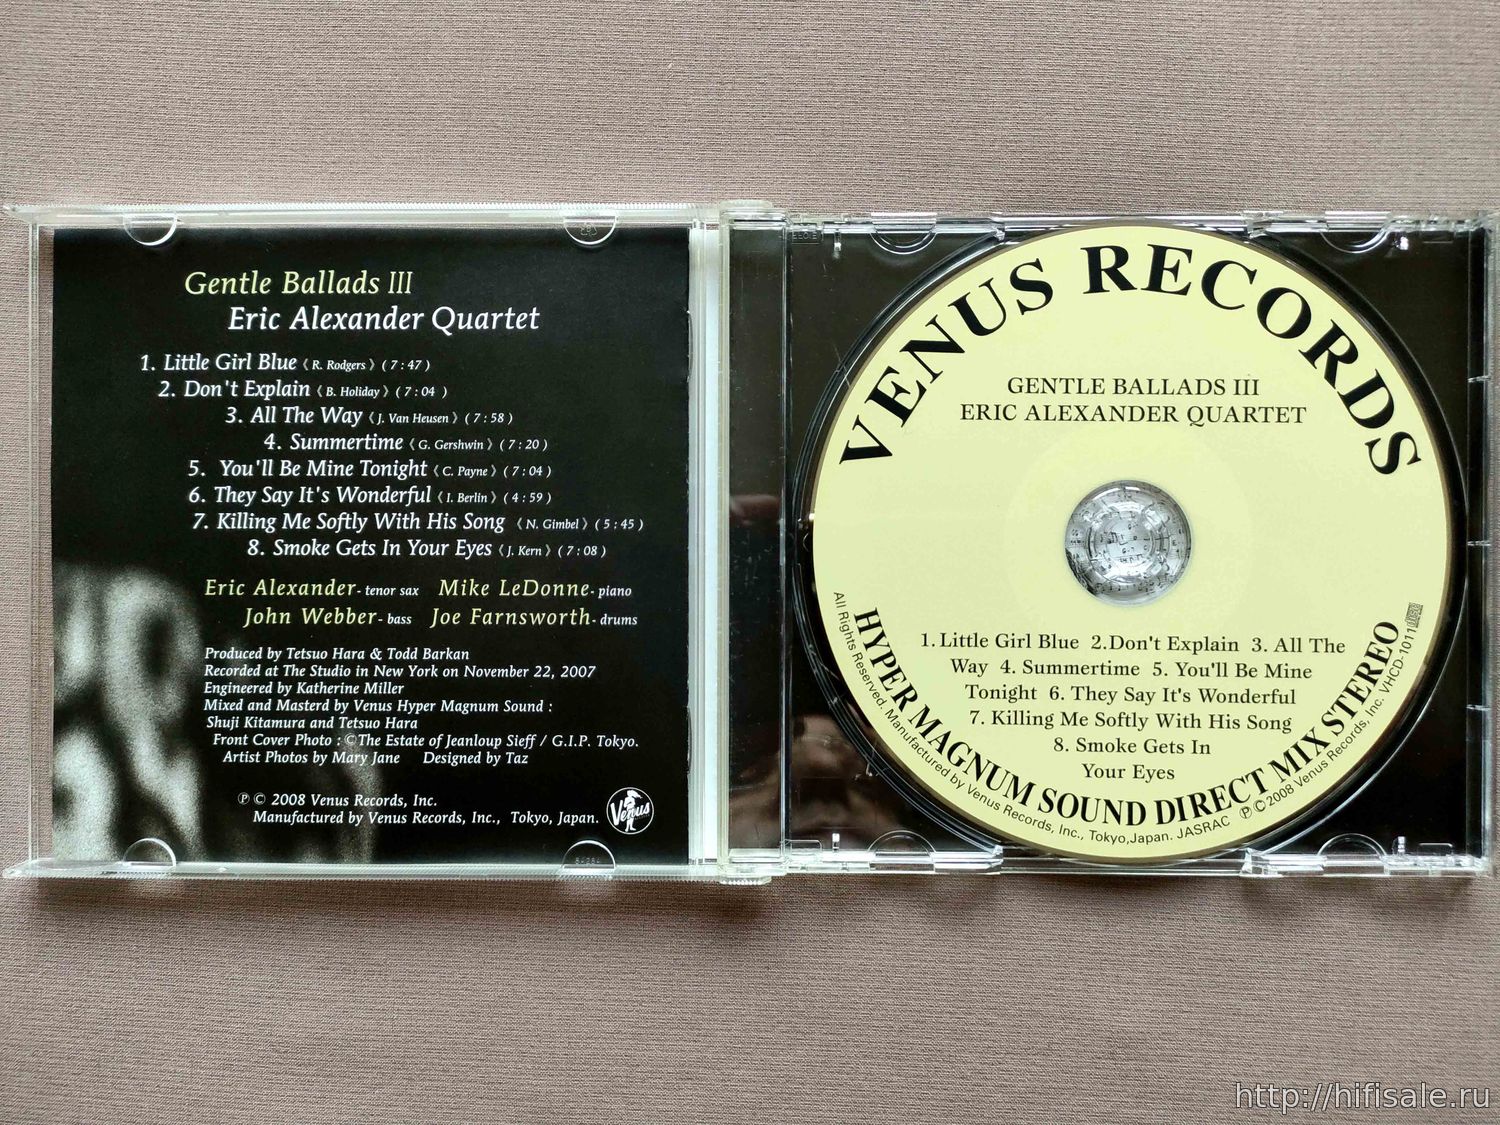 Gentle Ballads III
Eric Alexander Quartet
1. Little Girl Blue 《 R. Rodgers 》 ( 7 : 47 )
2. Don't Explain 《 B. Holiday 》 ( 7 : 04 )
3. All The Way 《 J. Van Heusen 》 ( 7 : 58 )
4. Summertime 《 G. Gershwin 》 ( 7 : 20 )
5. You'll Be Mine Tonight 《 C. Payne 》 ( 7 : 04 )
6. They Say It's Wonderful 《 I. Berlin 》 ( 4 : 59 )
7. Killing Me Softly With His Song 《 N. Gimbel 》 ( 5 : 45 )
8. Smoke Gets In Your Eyes 《 J. Kern 》 ( 7 : 08 )
Eric Alexander- tenor sax Mike LeDonne- piano
John Webber- bass Joe Farnsworth- drums
Produced by Tetsuo Hara & Todd Barkan
Recorded at The Studio in New York on November 22, 2007
Engineered by Katherine Miller
Mixed and Masterd by Venus Hyper Magnum Sound :
Shuji Kitamura and Tetsuo Hara
Front Cover Photo : © The Estate of Jeanloup Sieff / G.I.P. Tokyo.
Artist Photos by Mary Jane Designed by Taz
℗ © 2008 Venus Records, Inc.
Manufactured by Venus Records, Inc., Tokyo, Japan.
Venus
VENUS RECORDS
GENTLE BALLADS III
ERIC ALEXANDER QUARTET
1. Little Girl Blue 2.Don't Explain 3. All The
Way 4. Summertime 5. You'll Be Mine
Tonight 6. They Say It's Wonderful
7. Killing Me Softly With His Song
8. Smoke Gets In
Your Eyes
HYPER MAGNUM SOUND DIRECT MIX STEREO
All Rights Reserved. Manufactured by Venus Records, Inc., Tokyo,Japan. JASRAC ℗©2008 Venus Records, Inc. VHCD-1011
http://hifisale.ru